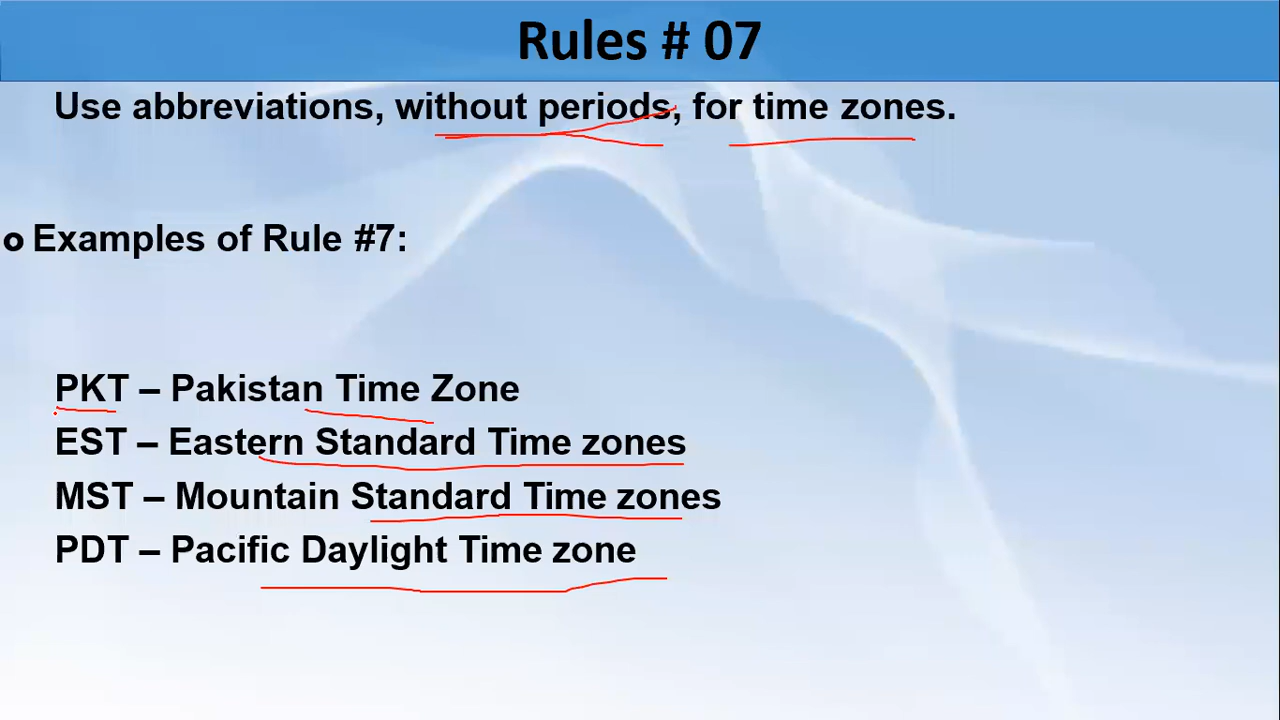 Rules # 07
Use abbreviations, without periods, for time zones.
o Examples of Rule #7:
PKT – Pakistan Time Zone
EST – Eastern Standard Time zones
MST – Mountain Standard Time zones
PDT – Pacific Daylight Time zone